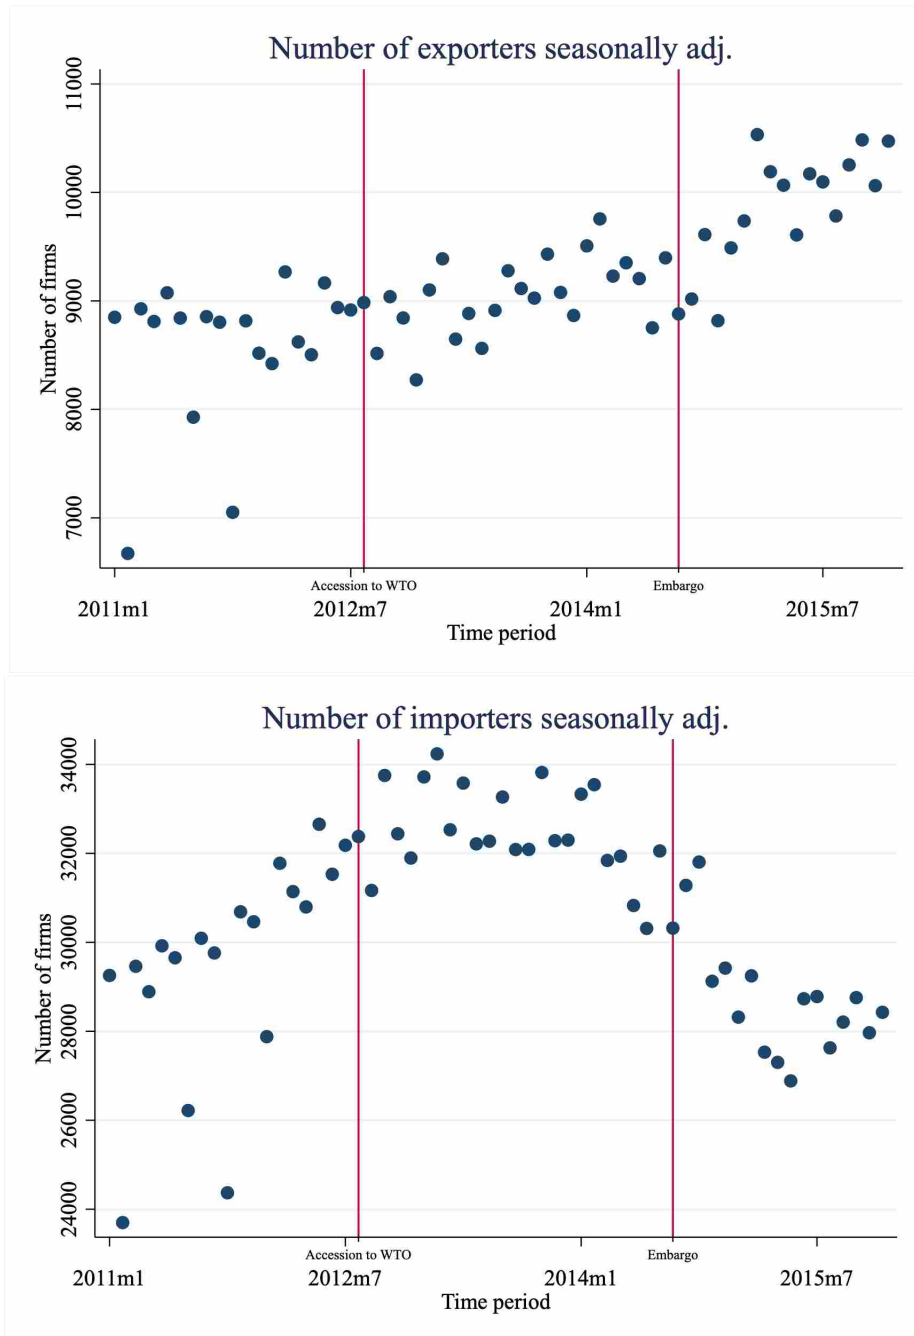 Number of exporters seasonally adj.
Number of firms
11000
10000
9000
8000
7000
Accession to WTO
Embargo
2011m1
2012m7
2014m1
2015m7
Time period
Number of importers seasonally adj.
Number of firms
34000
32000
30000
28000
26000
24000
Accession to WTO
Embargo
2011m1
2012m7
2014m1
2015m7
Time period